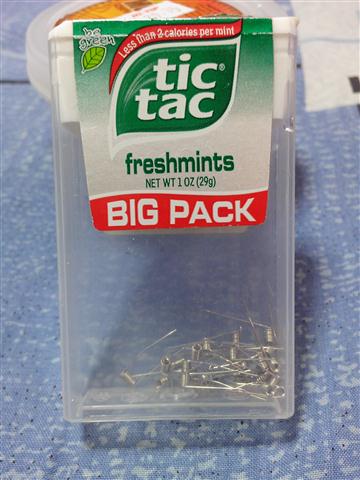 be
green
Less than 2 calories per mint
tic
tac®
freshmints
NET WT 1 OZ (29g)
BIG PACK